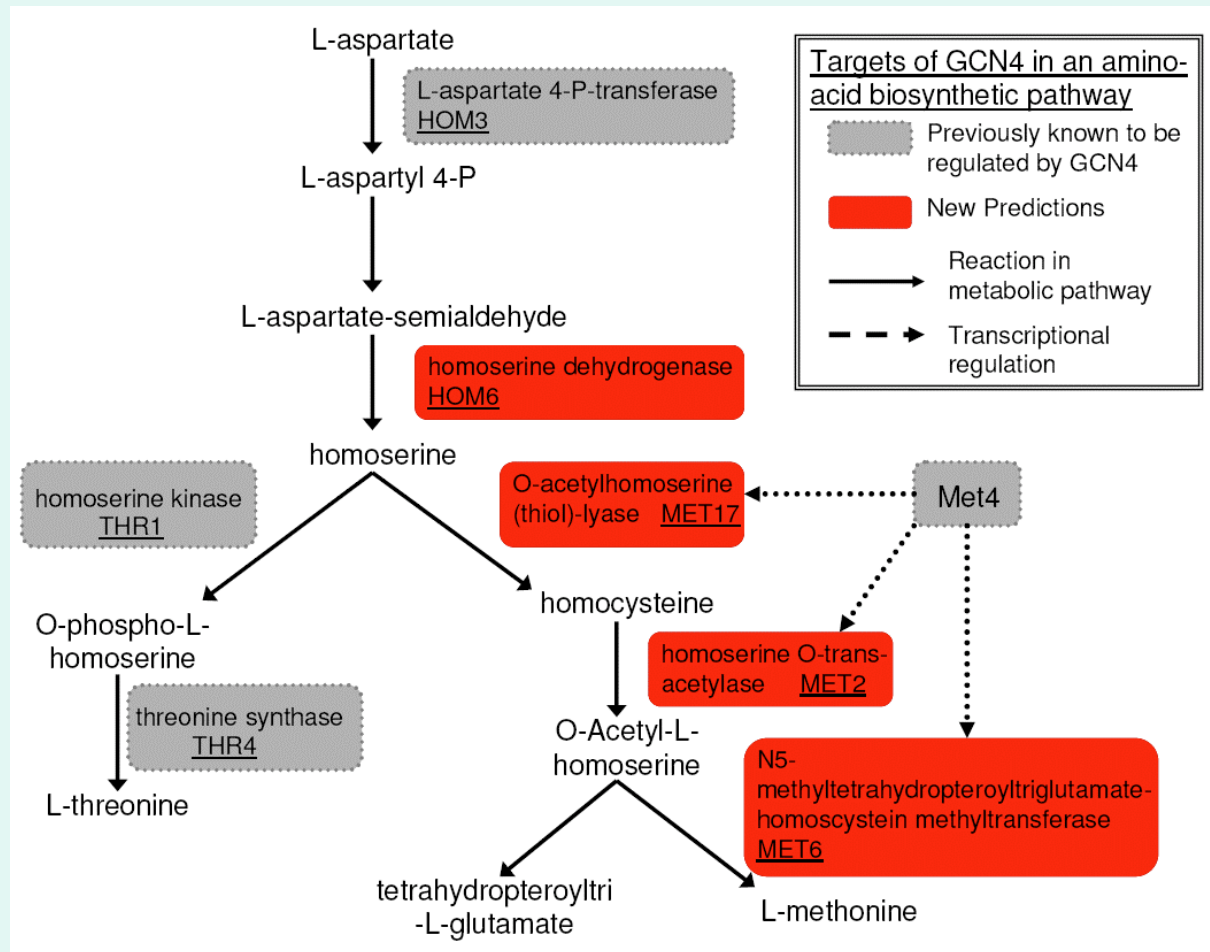 L-aspartate
L-aspartate 4-P-transferase
HOM3
L-aspartyl 4-P
L-aspartate-semialdehyde
homoserine dehydrogenase
HOM6
homoserine
homoserine kinase
THR1
O-acetylhomoserine
(thiol)-lyase MET17
Met4
O-phospho-L-
homoserine
homocysteine
threonine synthase
THR4
homoserine O-trans-
acetylase MET2
L-threonine
O-Acetyl-L-
homoserine
N5-
methyltetrahydropteroyltriglutamate-
homoscystein methyltransferase
MET6
tetrahydropteroyltri
-L-glutamate
L-methonine
Targets of GCN4 in an amino-
acid biosynthetic pathway
Previously known to be
regulated by GCN4
New Predictions
Reaction in
metabolic pathway
Transcriptional
regulation